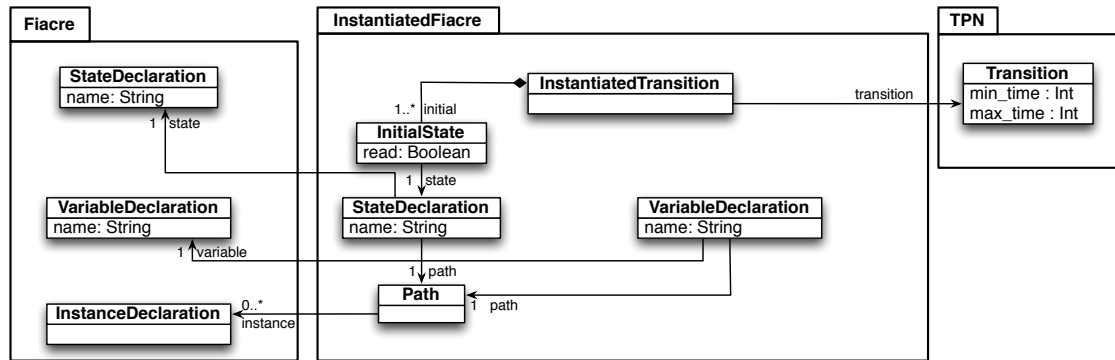 Fiacre
InstantiatedFiacre
TPN
StateDeclaration
name: String
1 state
InstantiatedTransition
1..* initial
transition
Transition
min_time : Int
max_time : Int
InitialState
read: Boolean
1 state
VariableDeclaration
name: String
1 variable
StateDeclaration
name: String
1 path
VariableDeclaration
name: String
1 path
Path
InstanceDeclaration
0..*
instance